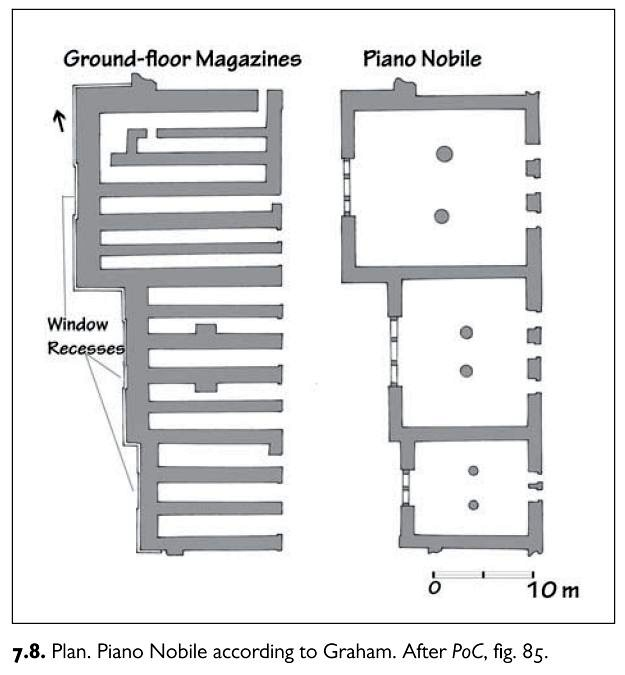 Ground-floor Magazines
Piano Nobile
Window
Recesses
0 10 m
7.8. Plan. Piano Nobile according to Graham. After PoC, fig. 85.